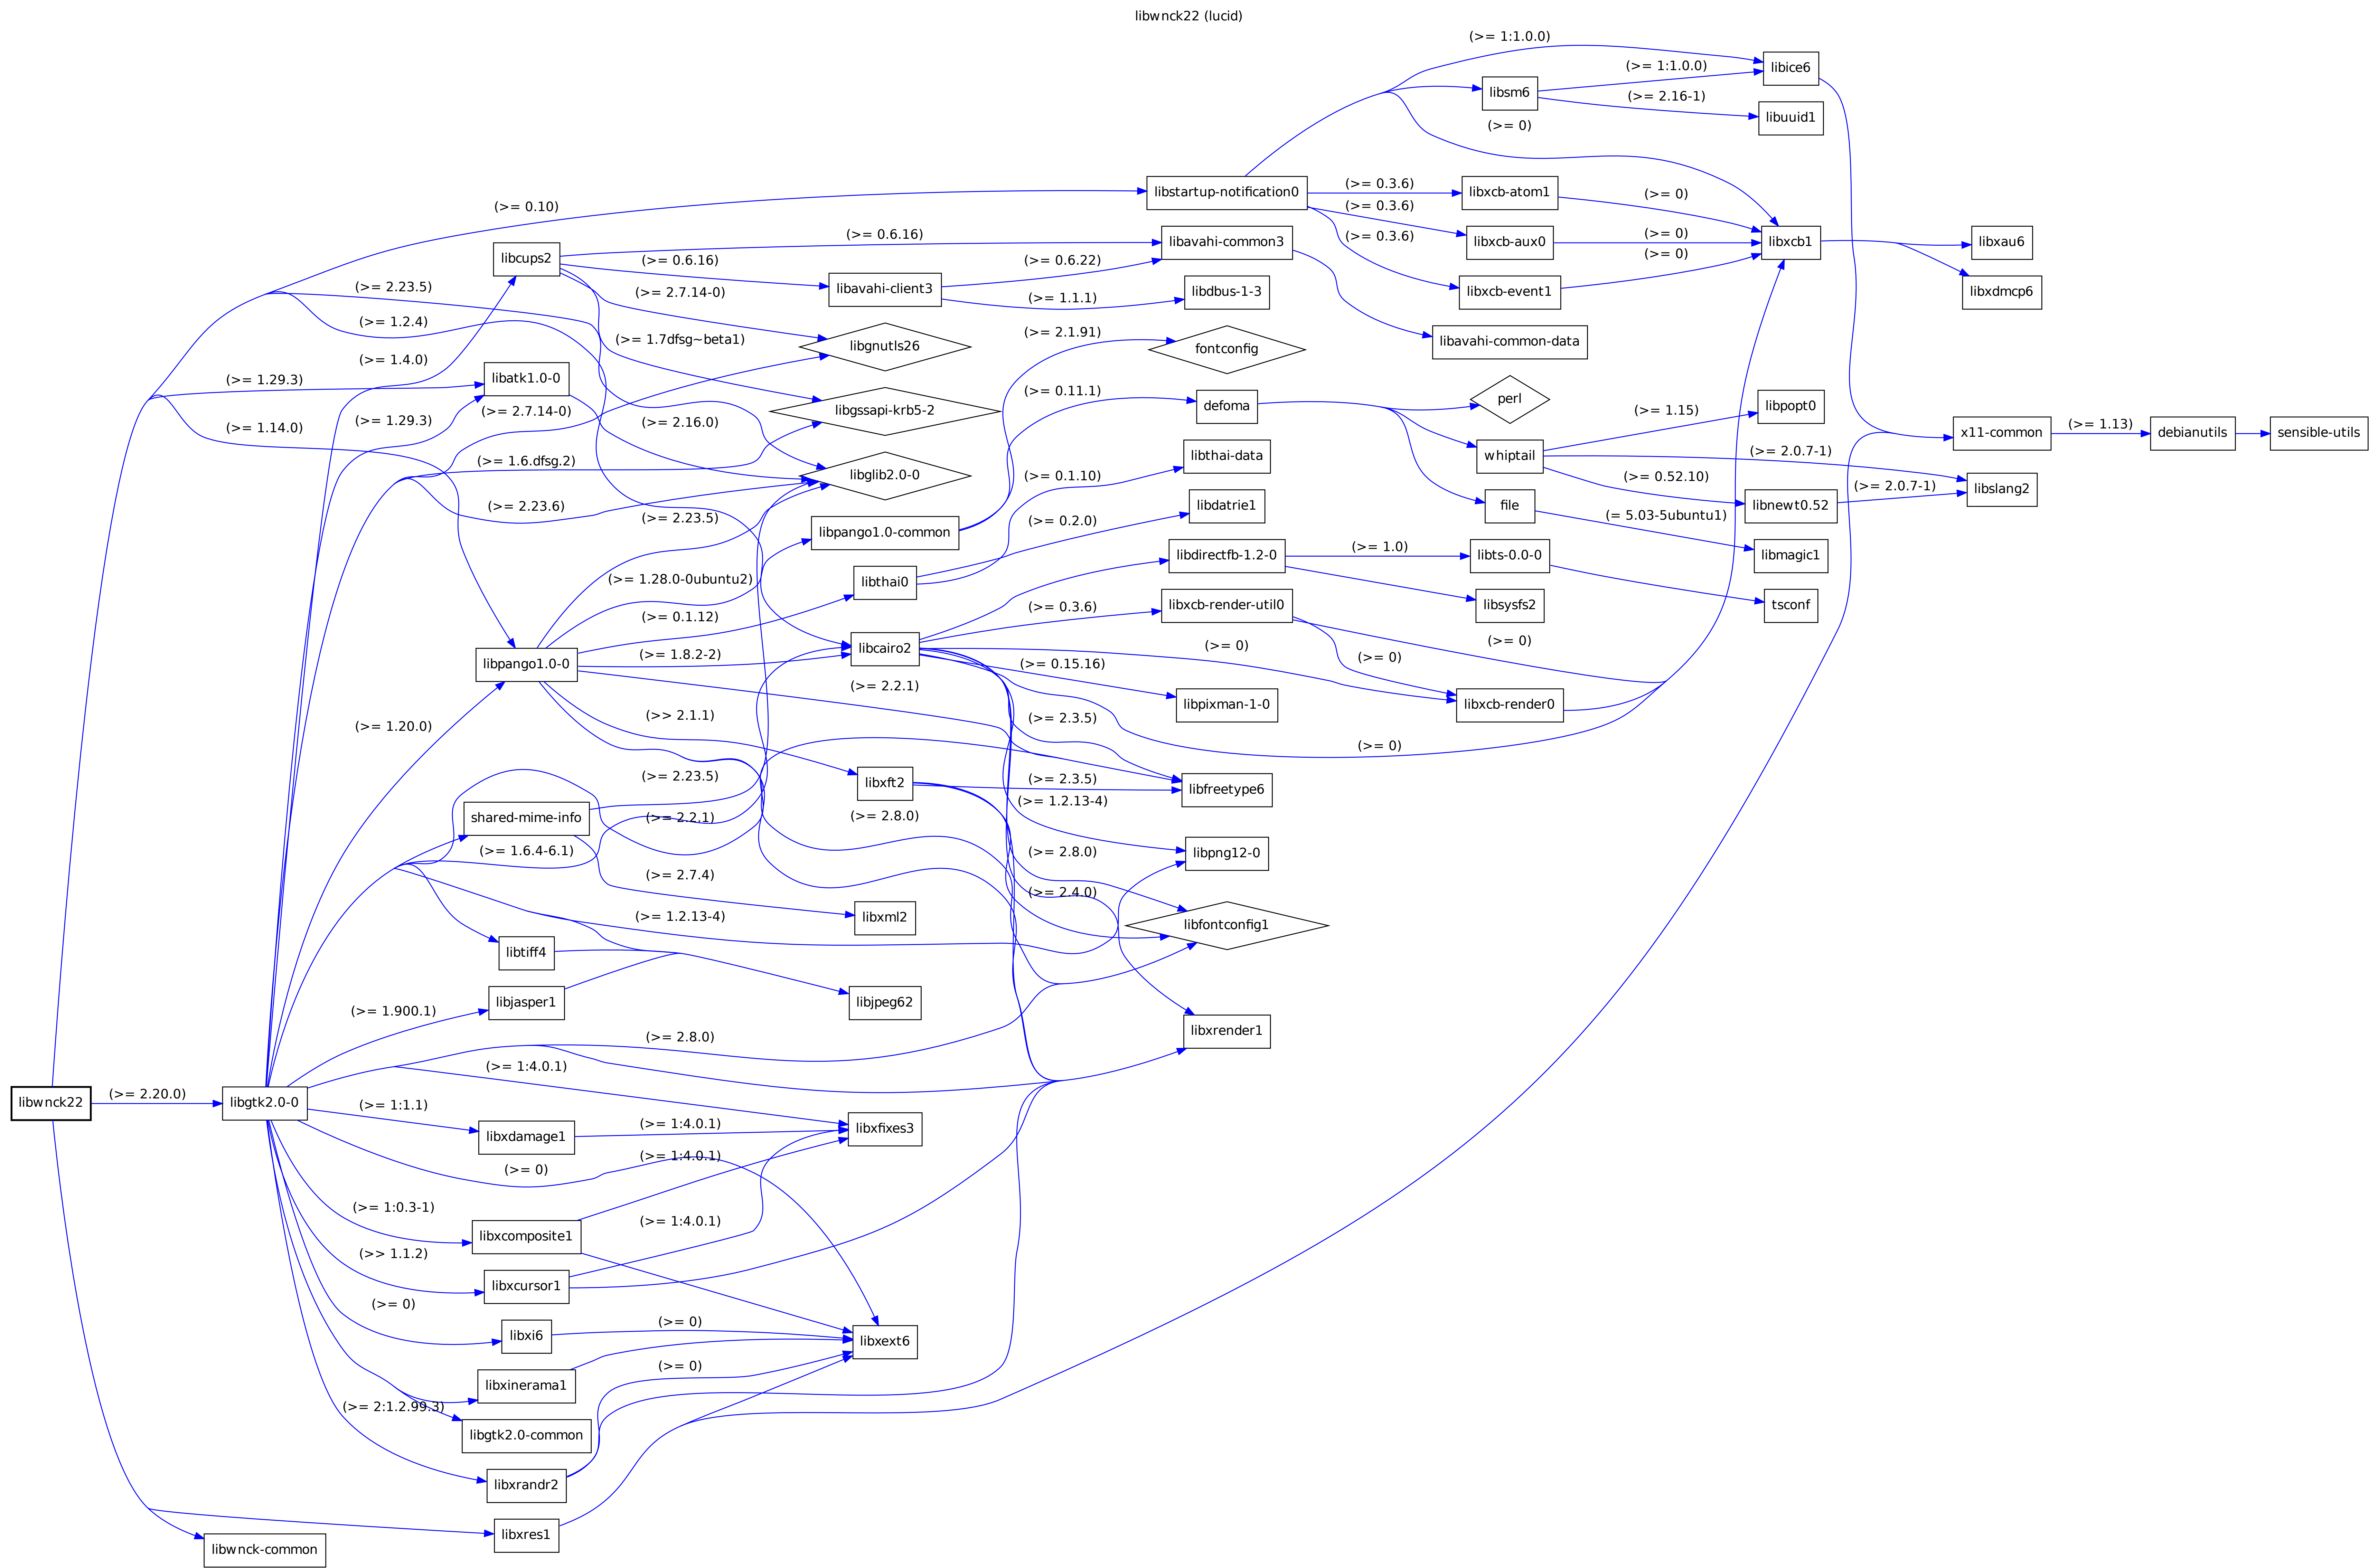 libwnck22 (lucid)
(>= 1:1.0.0)
libice6
(>= 1:1.0.0)
libsm6
(>= 2.16-1)
libuuid1
(>= 0)
libstartup-notification0
(>= 0.3.6)
libxcb-atom1
(>= 0)
(>= 0.10)
(>= 0.3.6)
(>= 0.6.16)
libavahi-common3
(>= 0.3.6)
libxcb-aux0
(>= 0)
libxcb1
libxau6
libcups2
(>= 0.6.16)
(>= 0.6.22)
(>= 0)
(>= 2.23.5)
(>= 2.7.14-0)
libavahi-client3
(>= 1.1.1)
libdbus-1-3
libxcb-event1
libxdmcp6
(>= 1.2.4)
(>= 1.7dfsg~beta1)
libgnutls26
(>= 2.1.91)
fontconfig
libavahi-common-data
(>= 1.4.0)
(>= 1.29.3)
libatk1.0-0
(>= 2.7.14-0)
libgssapi-krb5-2
(>= 0.11.1)
defoma
perl
(>= 1.15)
libpopt0
(>= 1.14.0)
(>= 1.29.3)
(>= 2.16.0)
x11-common
(>= 1.13)
debianutils
sensible-utils
(>= 1.6.dfsg.2)
libglib2.0-0
(>= 0.1.10)
libthai-data
whiptail
(>= 2.0.7-1)
(>= 0.52.10)
(>= 2.0.7-1)
libslang2
(>= 2.23.6)
(>= 2.23.5)
libpango1.0-common
(>= 0.2.0)
libdatrie1
file
(= 5.03-5ubuntu1)
libnewt0.52
(>= 1.28.0-0ubuntu2)
libthai0
libdirectfb-1.2-0
(>= 1.0)
libts-0.0-0
libmagic1
(>= 0.1.12)
(>= 0.3.6)
libxcb-render-util0
libsysfs2
tsconf
libpango1.0-0
(>= 1.8.2-2)
libcairo2
(>= 0)
(>= 0)
(>= 0)
(>= 0.15.16)
(>= 2.2.1)
libpixman-1-0
libxcb-render0
(>= 1.20.0)
(>> 2.1.1)
(>= 2.3.5)
(>= 0)
(>= 2.23.5)
libxft2
(>= 2.3.5)
libfreetype6
shared-mime-info
(>= 2.2.1)
(>= 2.8.0)
(>= 1.2.13-4)
(>= 1.6.4-6.1)
(>= 2.8.0)
libpng12-0
(>= 2.7.4)
(>= 2.4.0)
(>= 1.2.13-4)
libxml2
libfontconfig1
libtiff4
libjasper1
libjpeg62
(>= 1.900.1)
(>= 2.8.0)
libxrender1
(>= 1:4.0.1)
libwnck22
(>= 2.20.0)
libgtk2.0-0
(>= 1:1.1)
libxdamage1
(>= 1:4.0.1)
libxfixes3
(>= 0)
(>= 1:4.0.1)
(>= 1:0.3-1)
libxcomposite1
(>= 1:4.0.1)
(>> 1.1.2)
libxcursor1
(>= 0)
libxi6
(>= 0)
libxext6
libxinerama1
(>= 0)
(>= 2:1.2.99.3)
libgtk2.0-common
libxrandr2
libxres1
libwnck-common